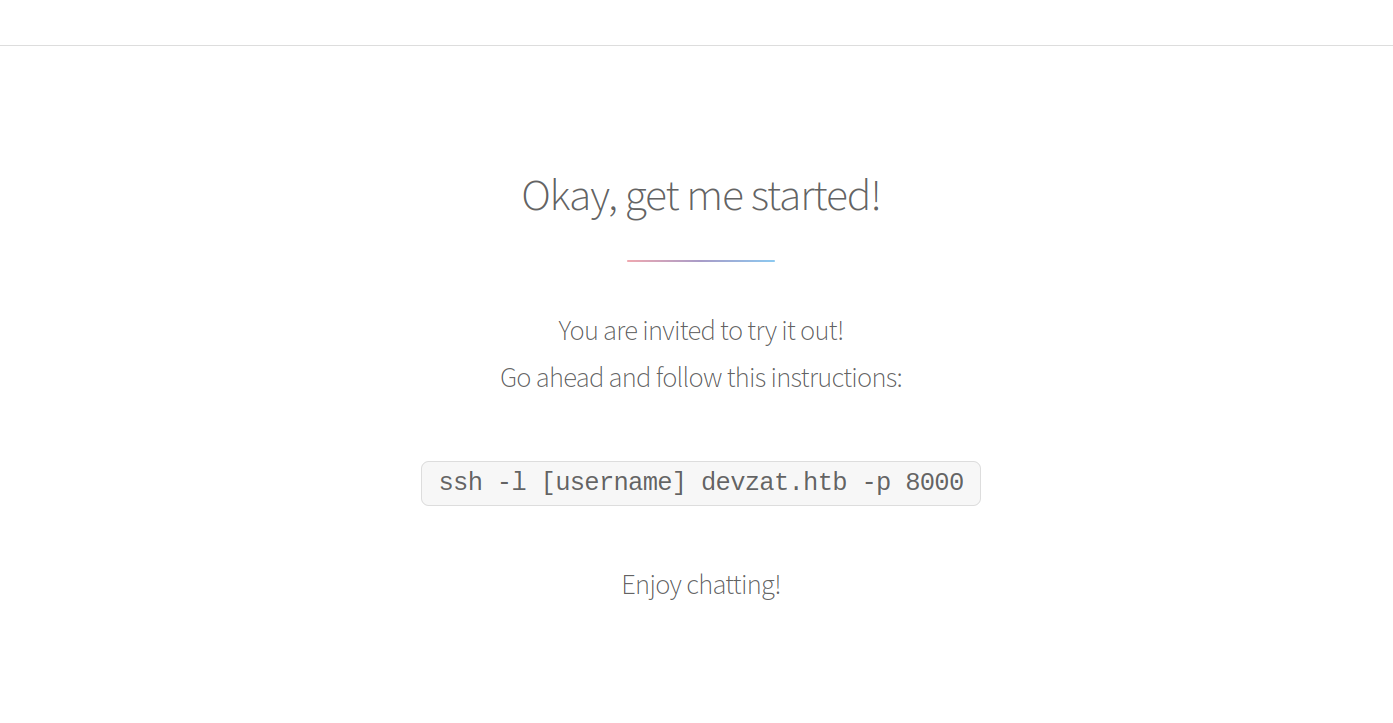 Okay, get me started!
You are invited to try it out!
Go ahead and follow this instructions:
ssh -l [username] devzat.htb -p 8000
Enjoy chatting!